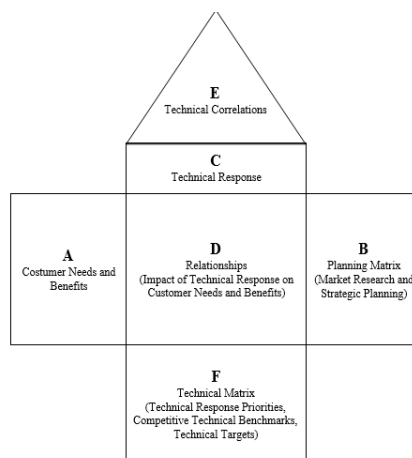 E
Technical Correlations
C
Technical Response
A
Costumer Needs and
Benefits
D
Relationships
(Impact of Technical Response on
Customer Needs and Benefits)
B
Planning Matrix
(Market Research and
Strategic Planning)
F
Technical Matrix
(Technical Response Priorities,
Competitive Technical Benchmarks,
Technical Targets)